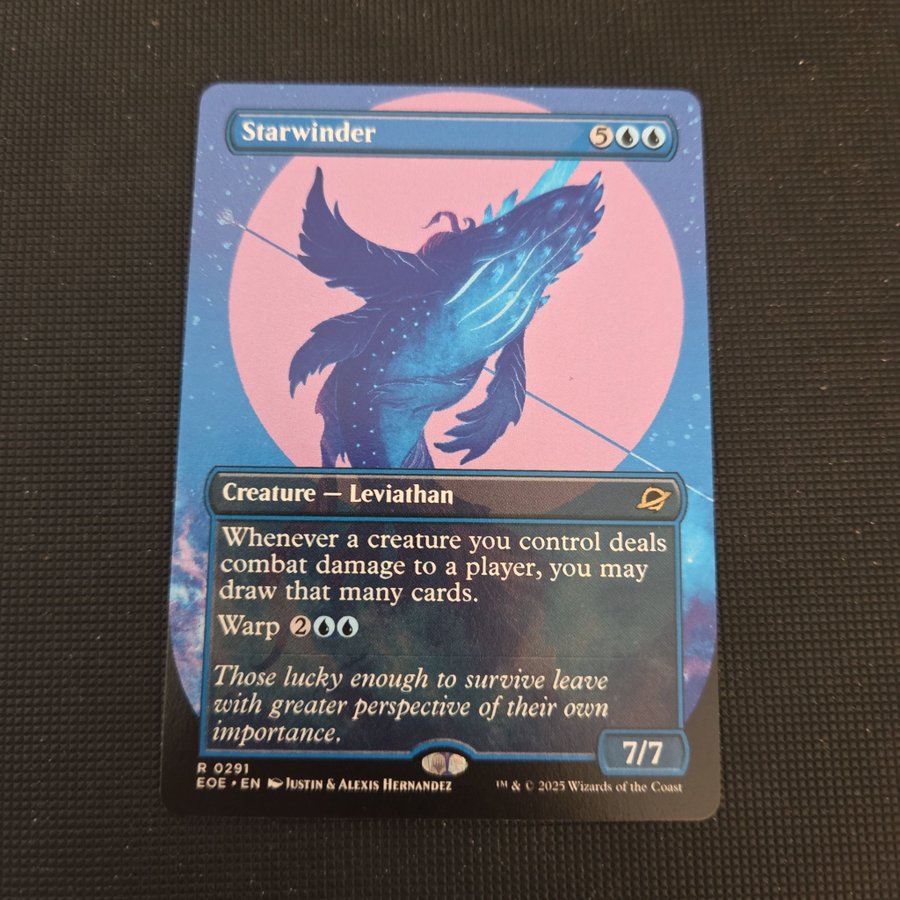 Starwinder 5
Creature — Leviathan
Whenever a creature you control deals
combat damage to a player, you may
draw that many cards.
Warp 2
Those lucky enough to survive leave
with greater perspective of their own
importance.
7/7
R 0291
EOE • EN Justin & Alexis Hernandez ™ & © 2025 Wizards of the Coast